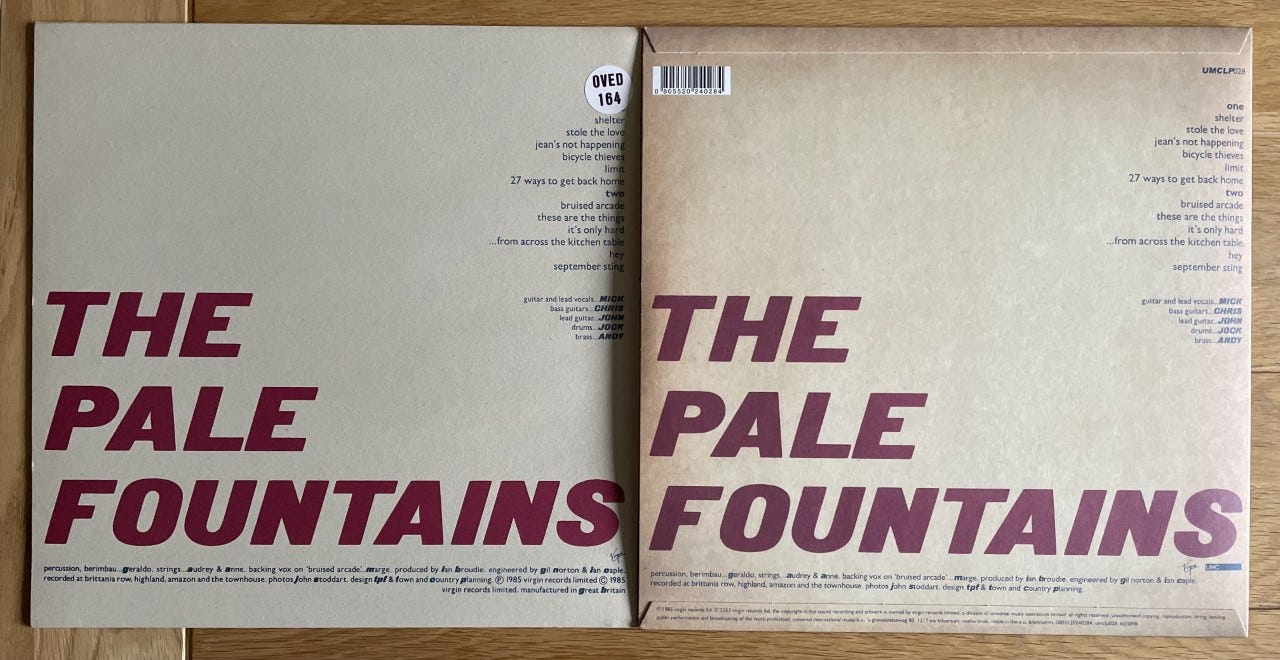 OVED
164
shelter
stole the love
jean's not happening
bicycle thieves
limit
27 ways to get back home
two
bruised arcade
these are the things
it's only hard
...from across the kitchen table
hey
september sting
guitar and lead vocals...MICK
bass guitars...CHRIS
lead guitar...JOHN
drums...JOCK
brass...ANDY
THE
PALE
FOUNTAINS
Virgin
percussion, berimbau...geraldo. strings...audrey & anne. backing vox on 'bruised arcade'...marge. produced by ian broudie. engineered by gil norton & ian caple.
recorded at brittania row, highland, amazon and the townhouse. photos john stoddart. design tpf & town and country planning. Ⓟ 1985 virgin records limited © 1985
virgin records limited. manufactured in great britain
0 805520 240284
UMCLP028
one
shelter
stole the love
jean's not happening
bicycle thieves
limit
27 ways to get back home
two
bruised arcade
these are the things
it's only hard
...from across the kitchen table
hey
september sting
guitar and lead vocals...MICK
bass guitars...CHRIS
lead guitar...JOHN
drums...JOCK
brass...ANDY
THE
PALE
FOUNTAINS
Virgin
UMC
percussion, berimbau...geraldo. strings...audrey & anne. backing vox on 'bruised arcade'...marge. produced by ian broudie. engineered by gil norton & ian caple.
recorded at brittania row, highland, amazon and the townhouse. photos john stoddart. design tpf & town and country planning.